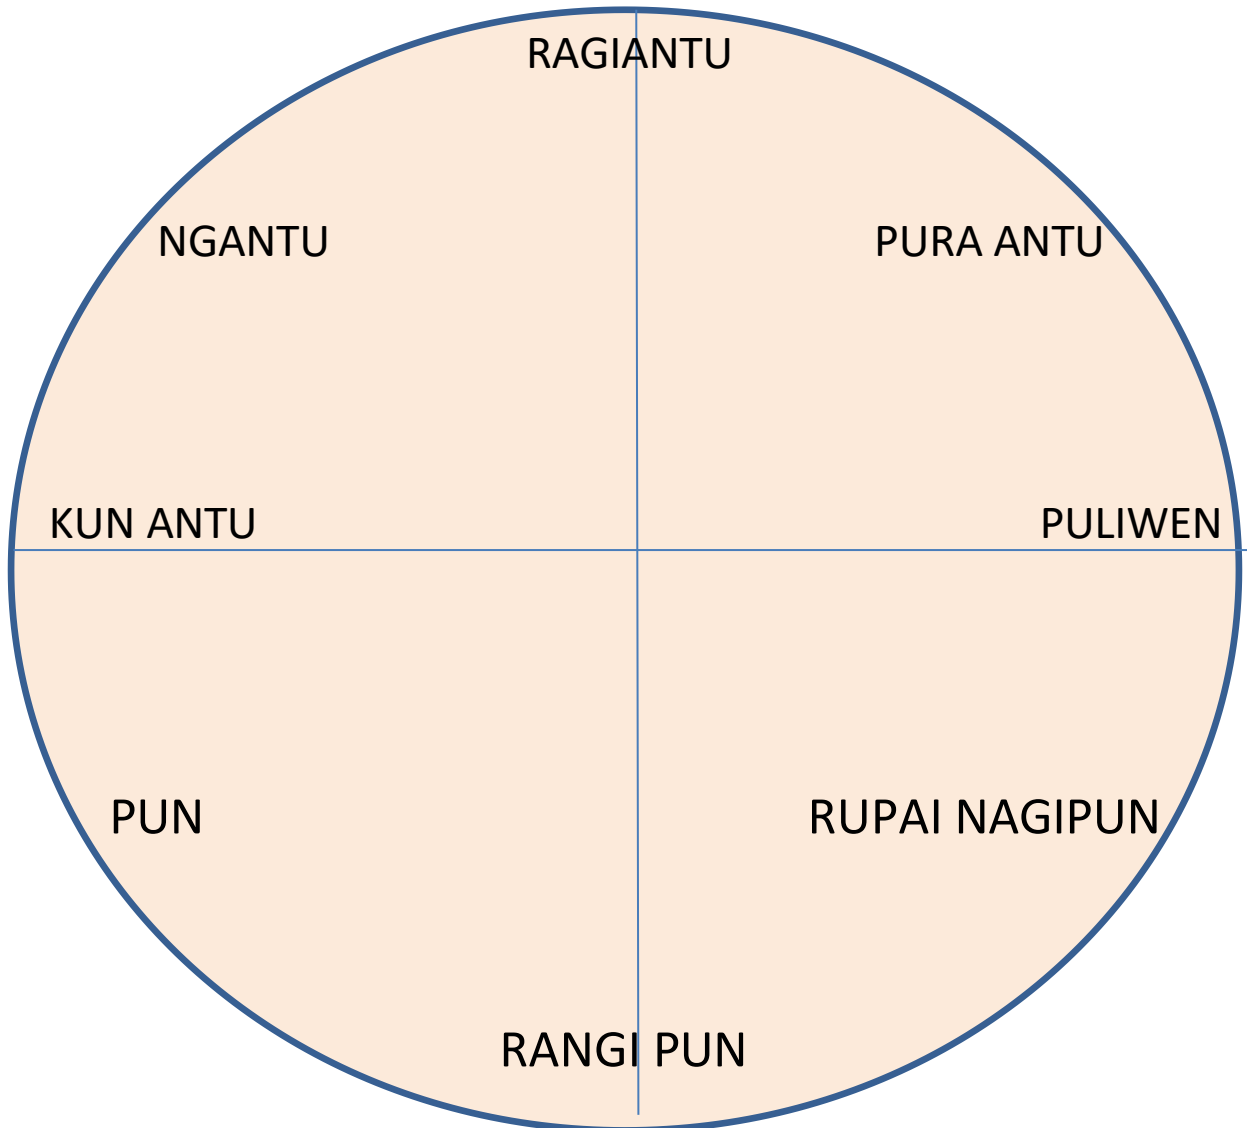 RAGIANTU
NGANTU
PURA ANTU
KUN ANTU
PULIWEN
PUN
RUPAI NAGIPUN
RANGI PUN